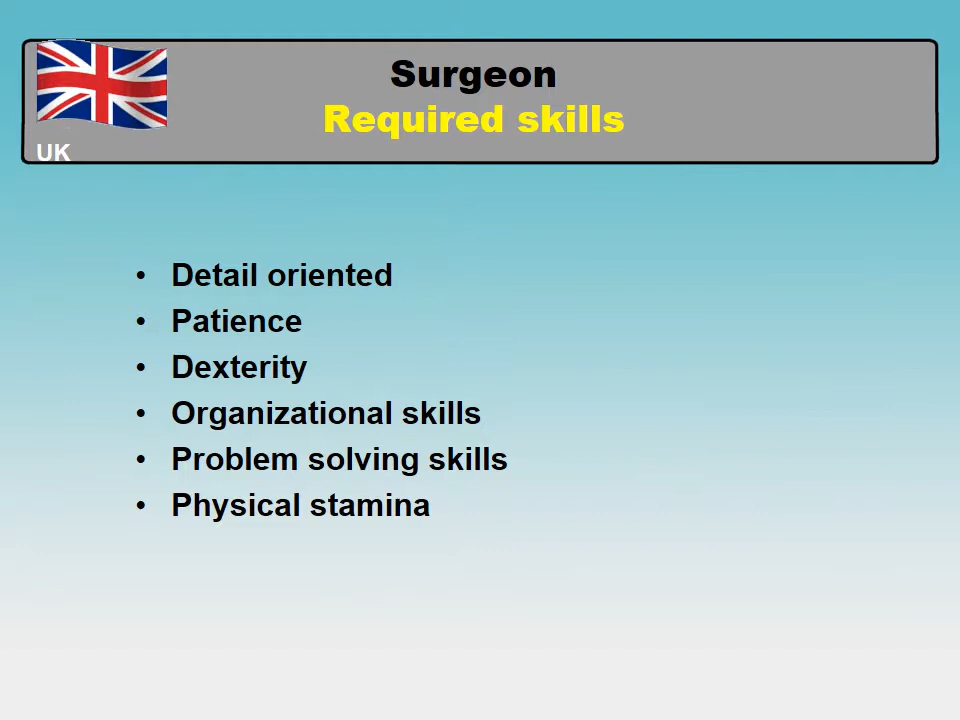 Surgeon
Required skills
UK
• Detail oriented
• Patience
• Dexterity
• Organizational skills
• Problem solving skills
• Physical stamina